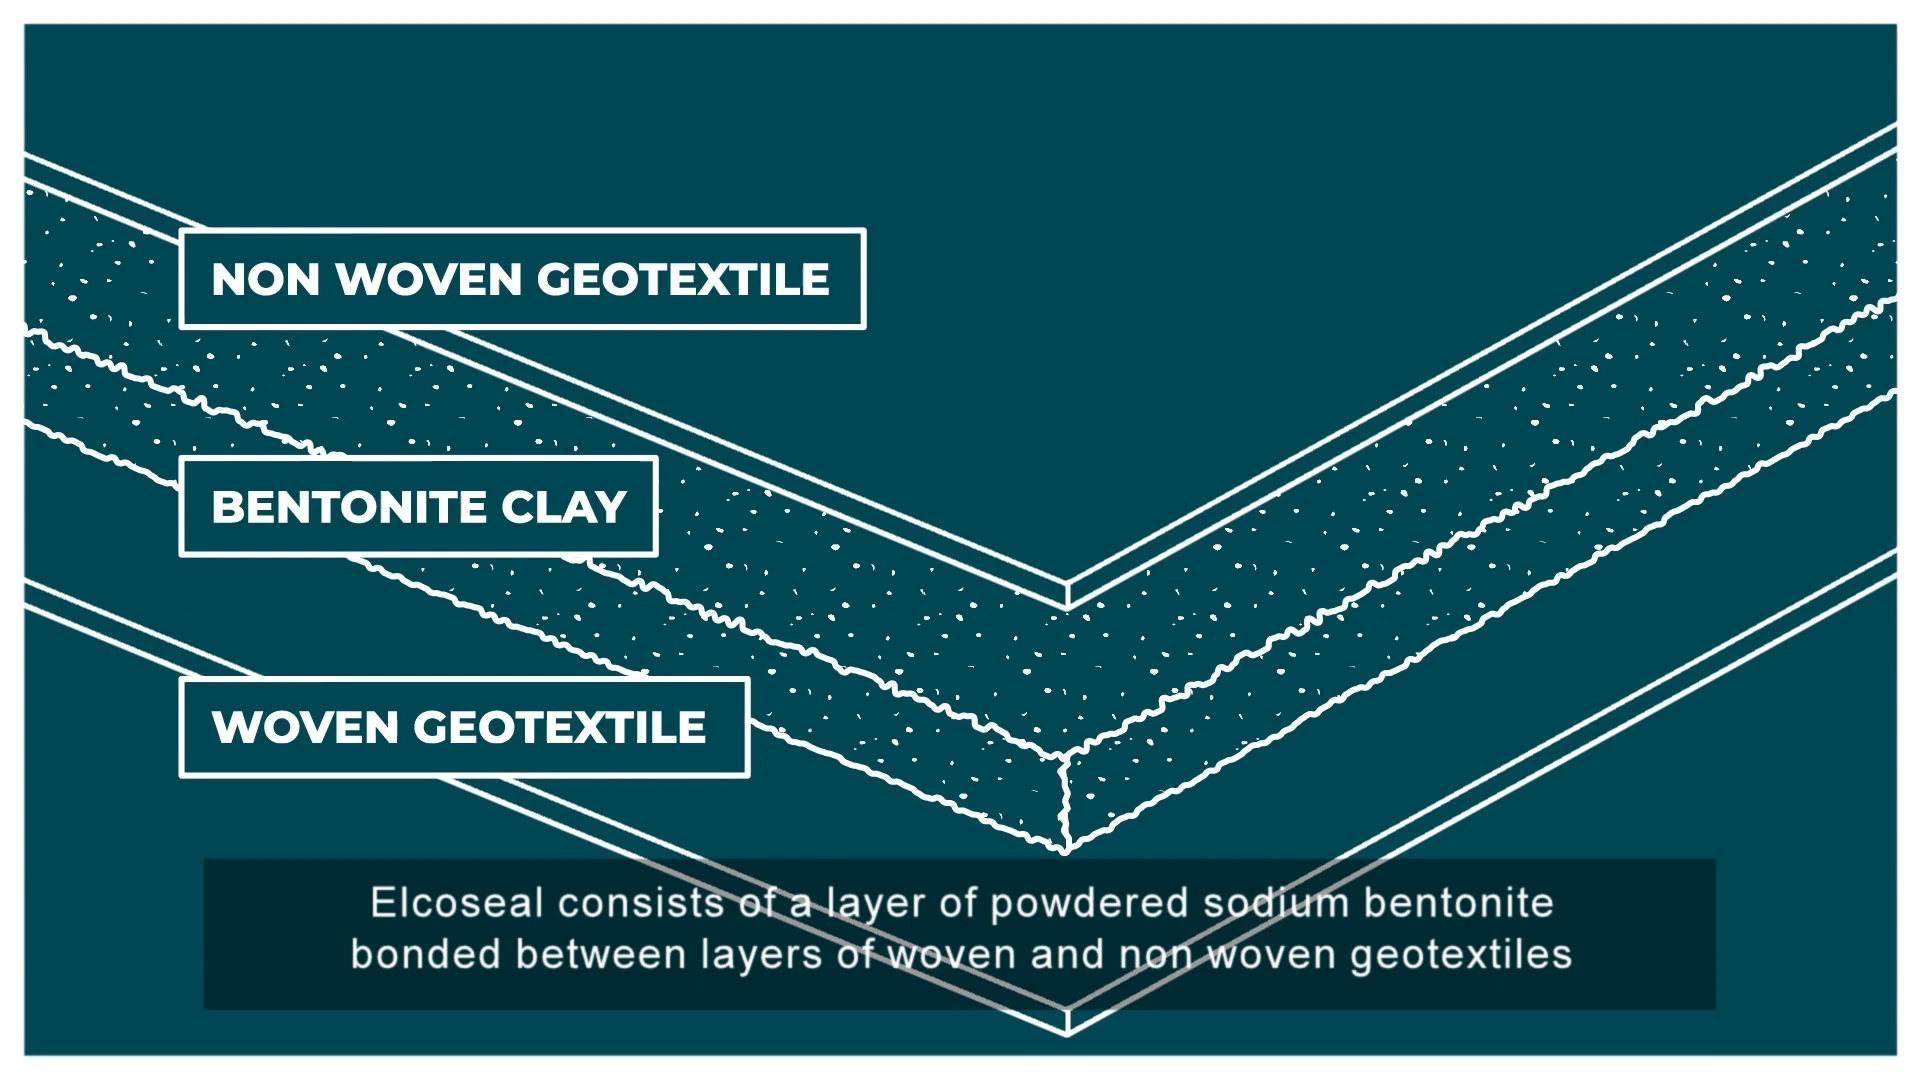 NON WOVEN GEOTEXTILE
BENTONITE CLAY
WOVEN GEOTEXTILE
Elcoseal consists of a layer of powdered sodium bentonite
bonded between layers of woven and non woven geotextiles